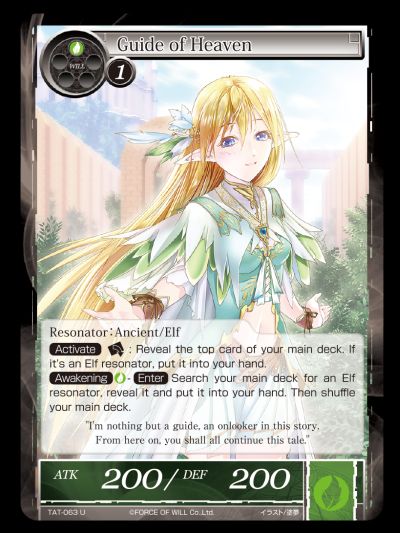 Guide of Heaven
WILL
1
Resonator：Ancient/Elf
Activate : Reveal the top card of your main deck. If
it's an Elf resonator, put it into your hand.
Awakening - Enter Search your main deck for an Elf
resonator, reveal it and put it into your hand. Then shuffle
your main deck.
"I'm nothing but a guide, an onlooker in this story.
From here on, you shall all continue this tale."
ATK 200/ DEF 200
TAT-063 U ©FORCE OF WILL Co.,Ltd. イラスト/塗夢